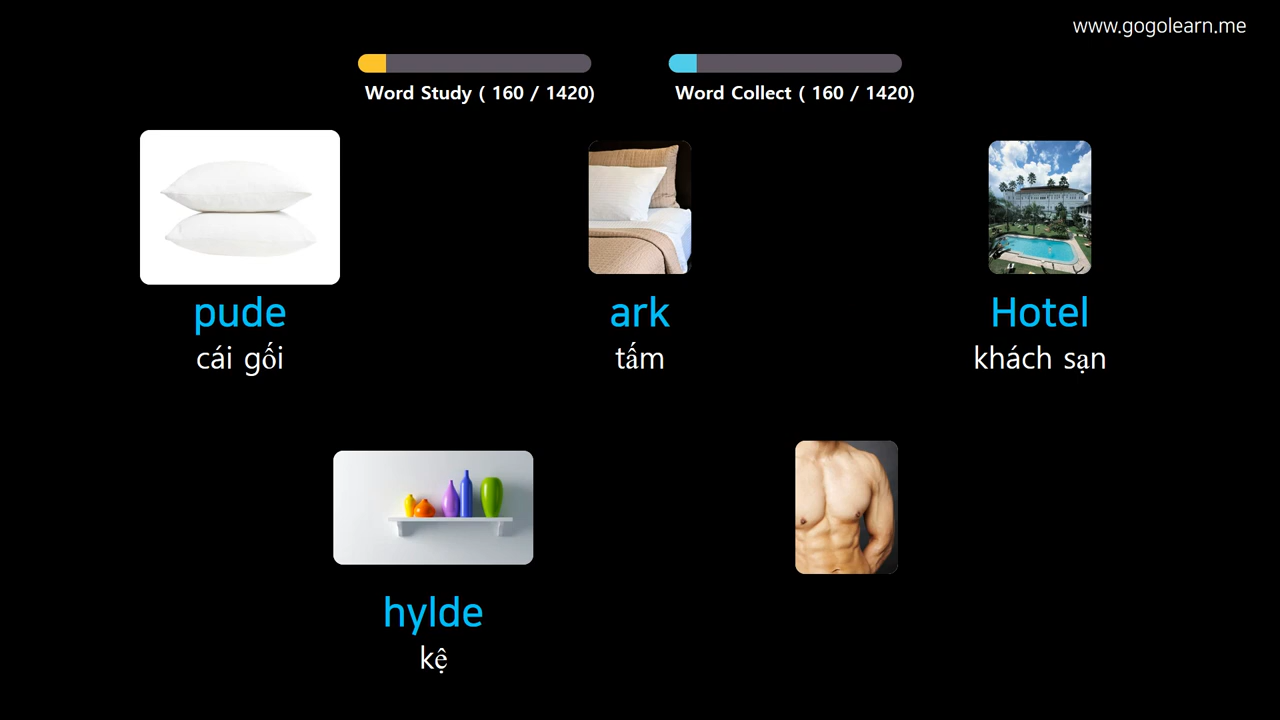 www.gogolearn.me
Word Study ( 160 / 1420)
Word Collect ( 160 / 1420)
pude
cái gối
ark
tấm
Hotel
khách sạn
hylde
kệ